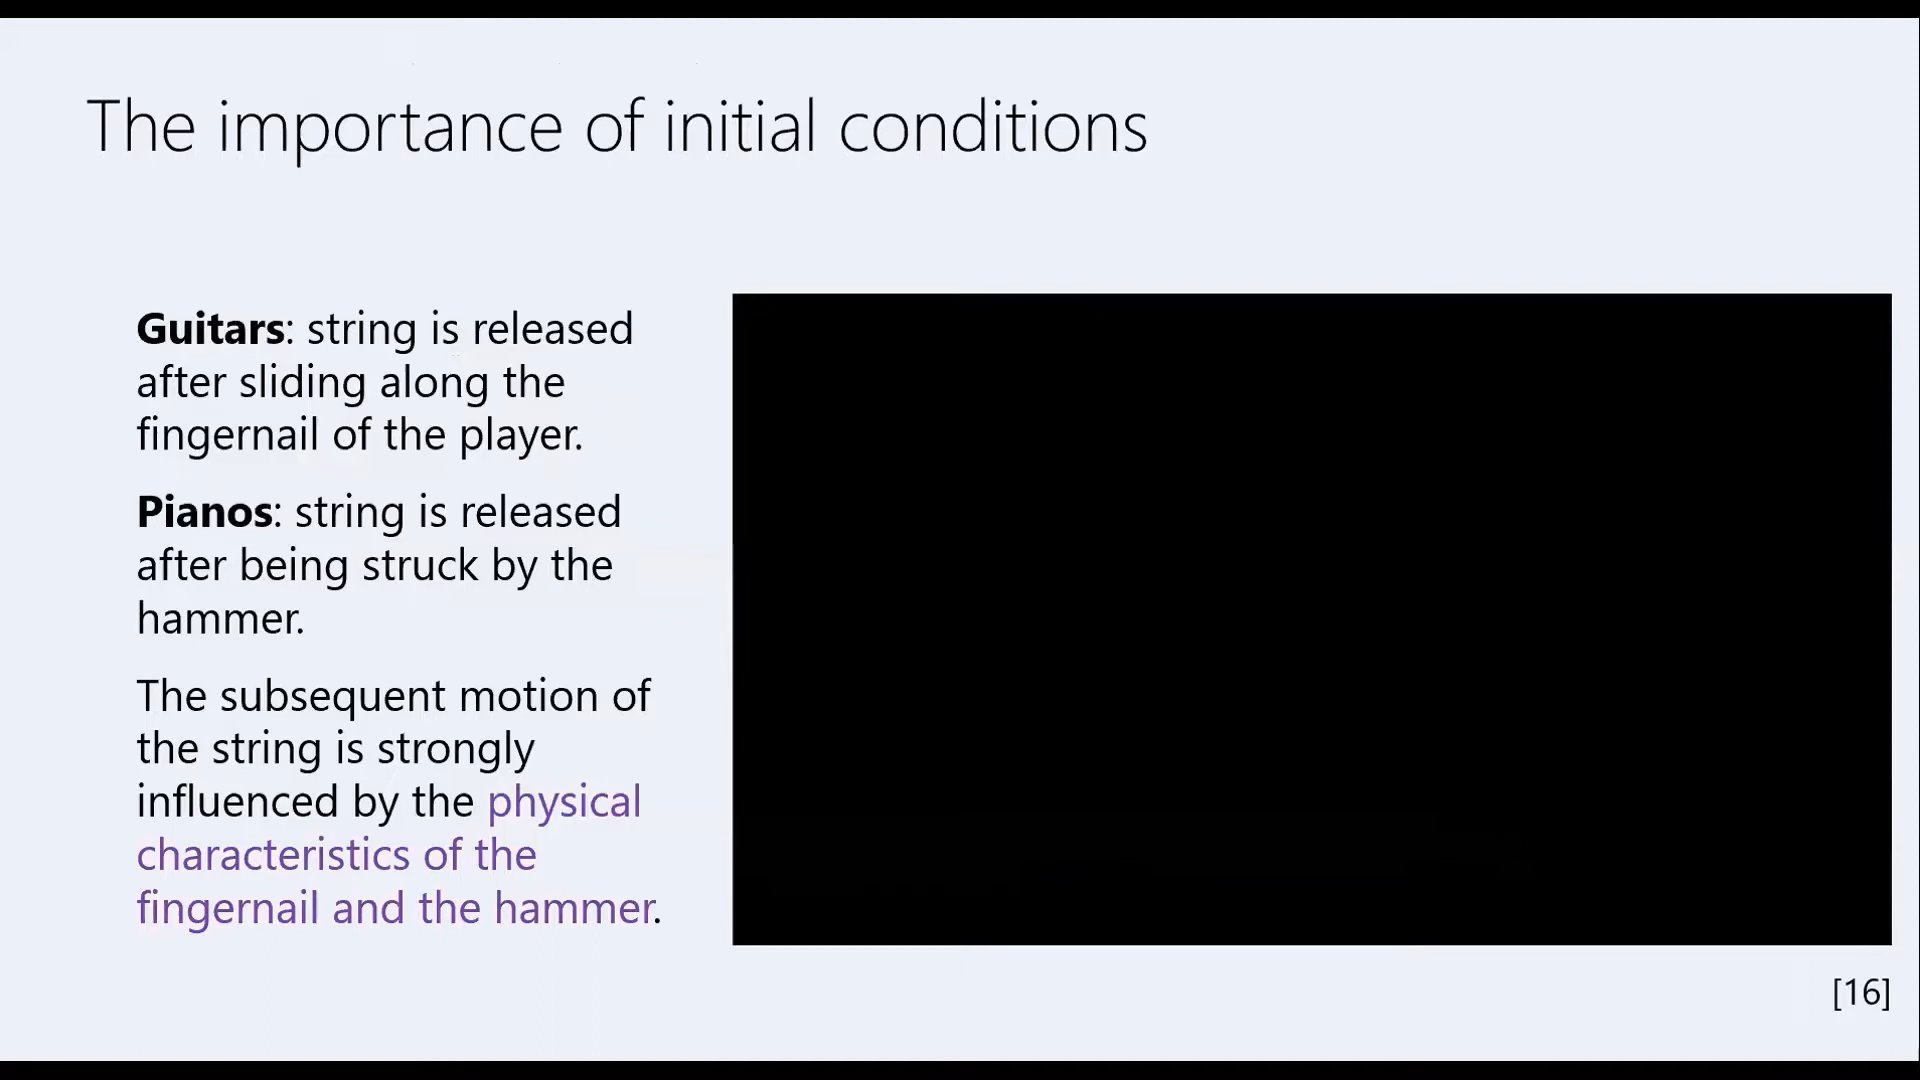 The importance of initial conditions
Guitars: string is released
after sliding along the
fingernail of the player.
Pianos: string is released
after being struck by the
hammer.
The subsequent motion of
the string is strongly
influenced by the physical
characteristics of the
fingernail and the hammer.
[16]